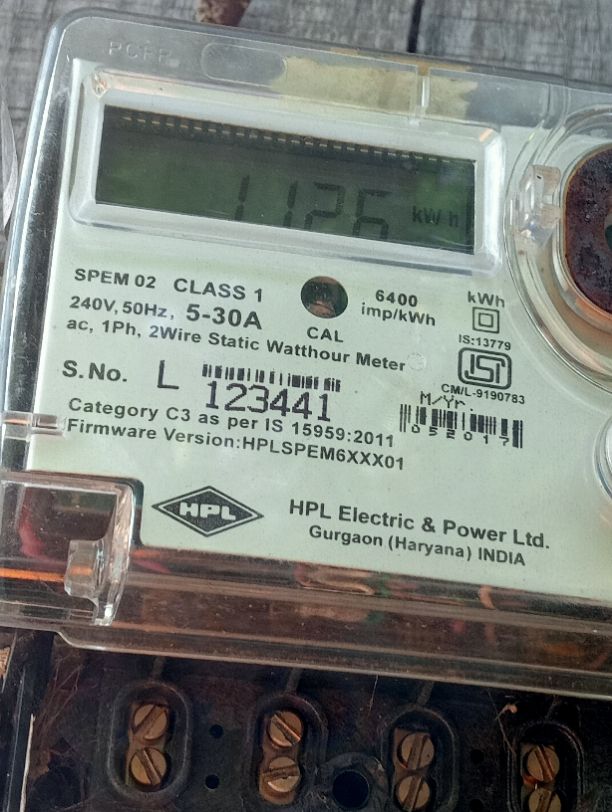 1126 kWh
SPEM 02 CLASS 1
240V, 50Hz, 5-30A
ac, 1Ph, 2Wire Static Watthour Meter
CAL
6400
imp/kWh
kWh
IS:13779
ISI
CM/L-9190783
S.No. L 123441
M/Yr.
052017
Category C3 as per IS 15959:2011
Firmware Version:HPLSPEM6XXX01
HPL
HPL Electric & Power Ltd.
Gurgaon (Haryana) INDIA